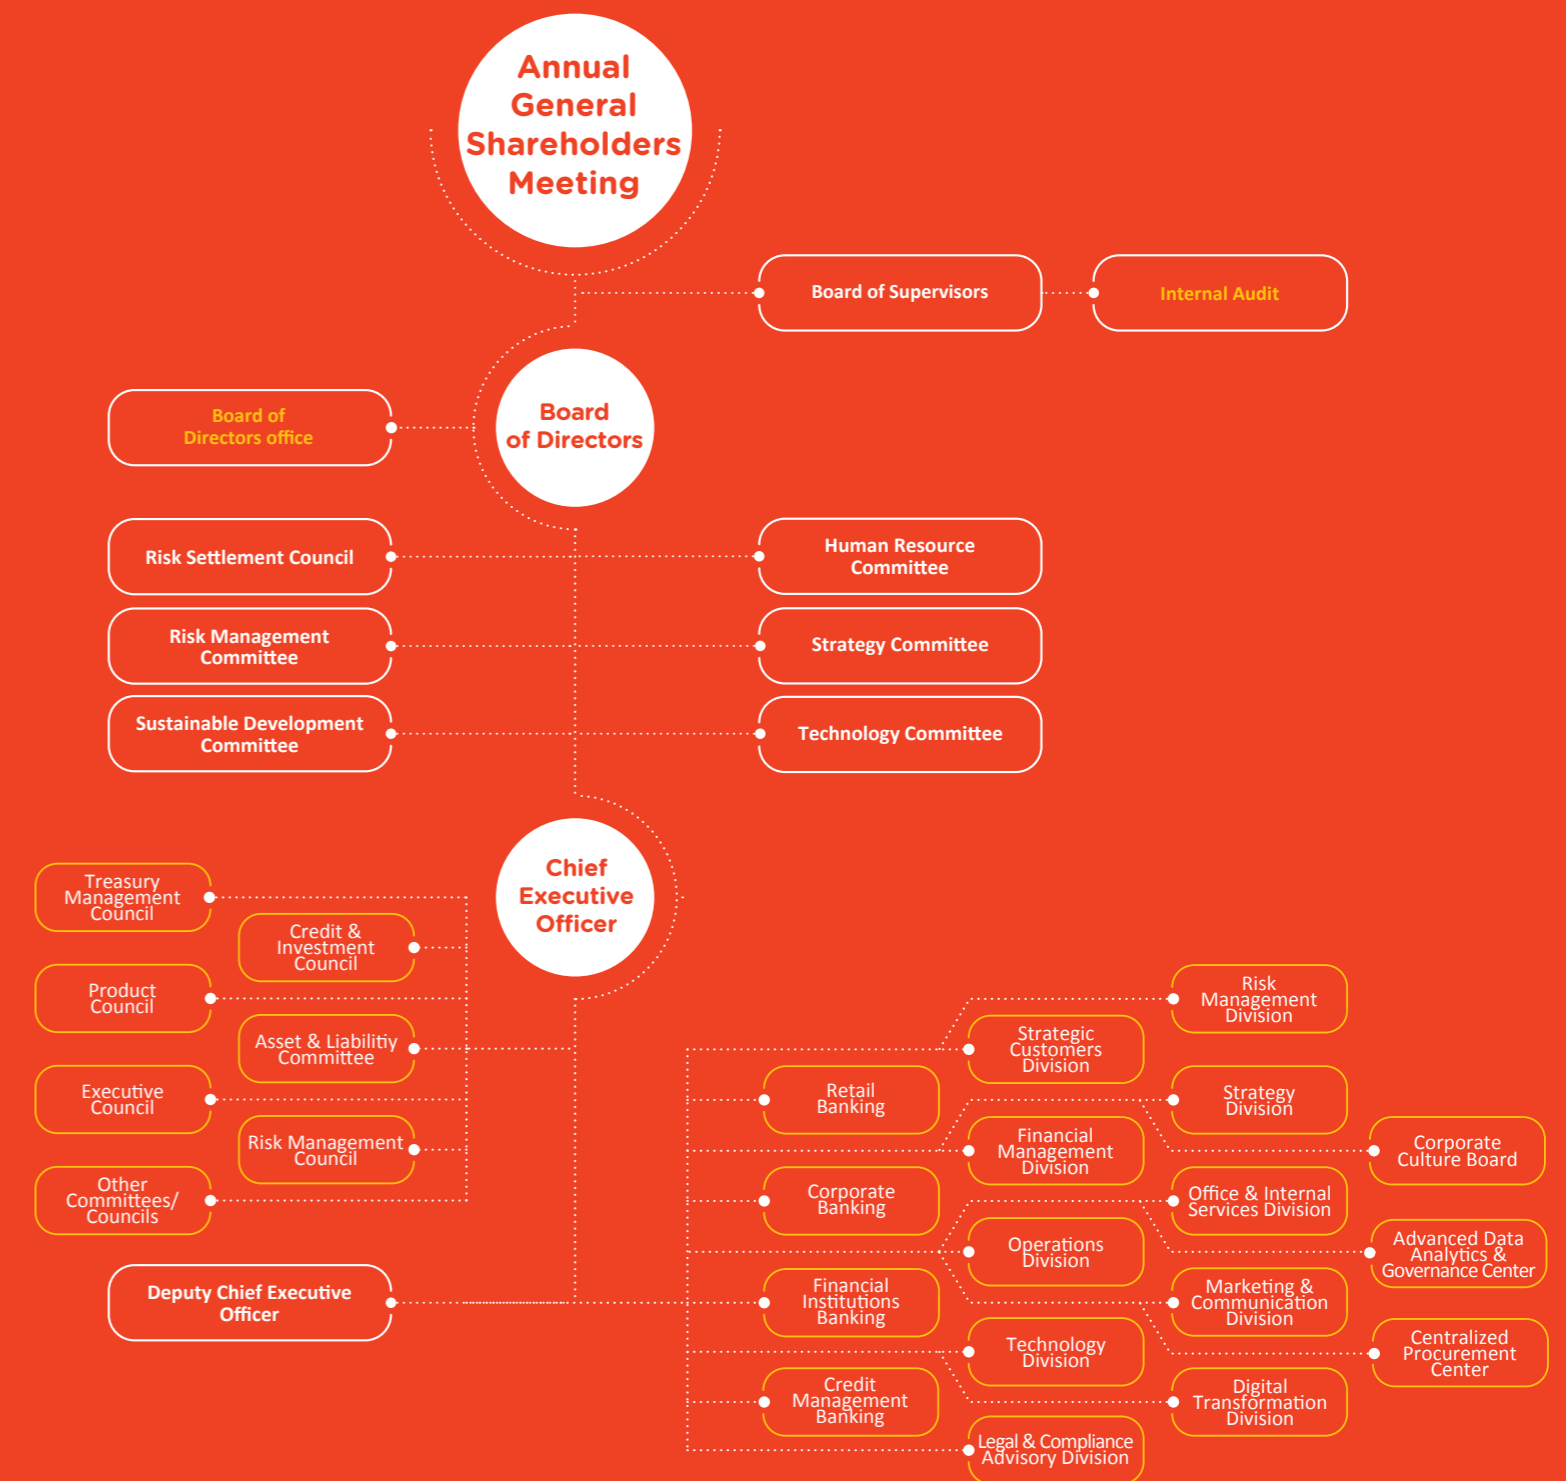 Annual
General
Shareholders
Meeting
Board of Supervisors
Internal Audit
Board of
Directors office
Board
of Directors
Risk Settlement Council
Human Resource
Committee
Risk Management
Committee
Strategy Committee
Sustainable Development
Committee
Technology Committee
Chief
Executive
Officer
Treasury
Management
Council
Credit &
Investment
Council
Product
Council
Asset & Liabilitiy
Committee
Executive
Council
Risk Management
Council
Other
Committees/
Councils
Deputy Chief Executive
Officer
Risk
Management
Division
Strategic
Customers
Division
Retail
Banking
Strategy
Division
Financial
Management
Division
Corporate
Culture Board
Corporate
Banking
Office & Internal
Services Division
Operations
Division
Advanced Data
Analytics &
Governance Center
Financial
Institutions
Banking
Marketing &
Communication
Division
Technology
Division
Centralized
Procurement
Center
Credit
Management
Banking
Digital
Transformation
Division
Legal & Compliance
Advisory Division